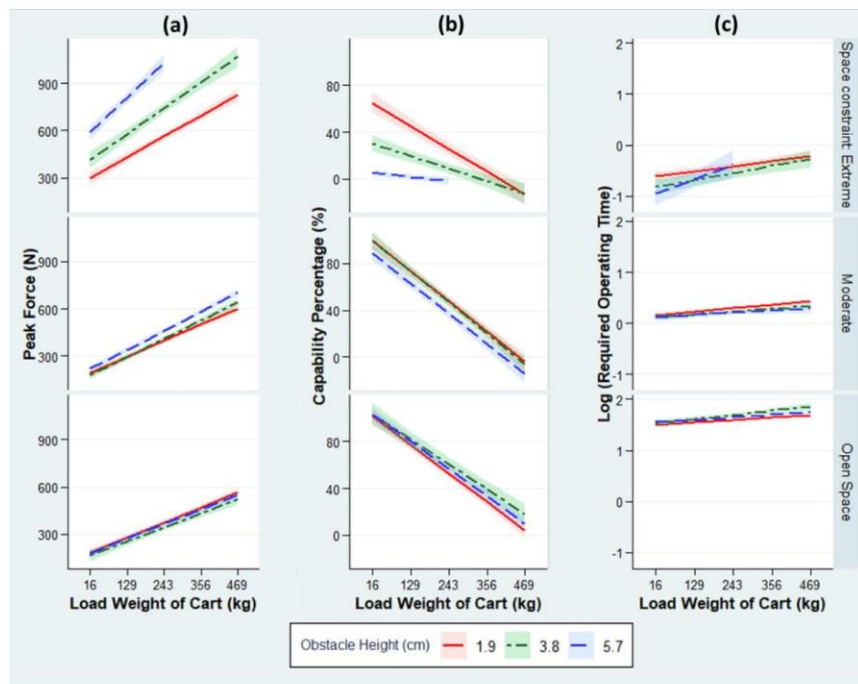 (a) (b) (c)
Peak Force (N)
900
600
300
900
600
300
900
600
300
16 129 243 356 469
Load Weight of Cart (kg)
Capability Percentage (%)
80
40
0
80
40
0
80
40
0
16 129 243 356 469
Load Weight of Cart (kg)
Log (Required Operating Time)
2
1
0
-1
2
1
0
-1
2
1
0
-1
16 129 243 356 469
Load Weight of Cart (kg)
Space constraint: Extreme
Moderate
Open Space
Obstacle Height (cm) 1.9 3.8 5.7